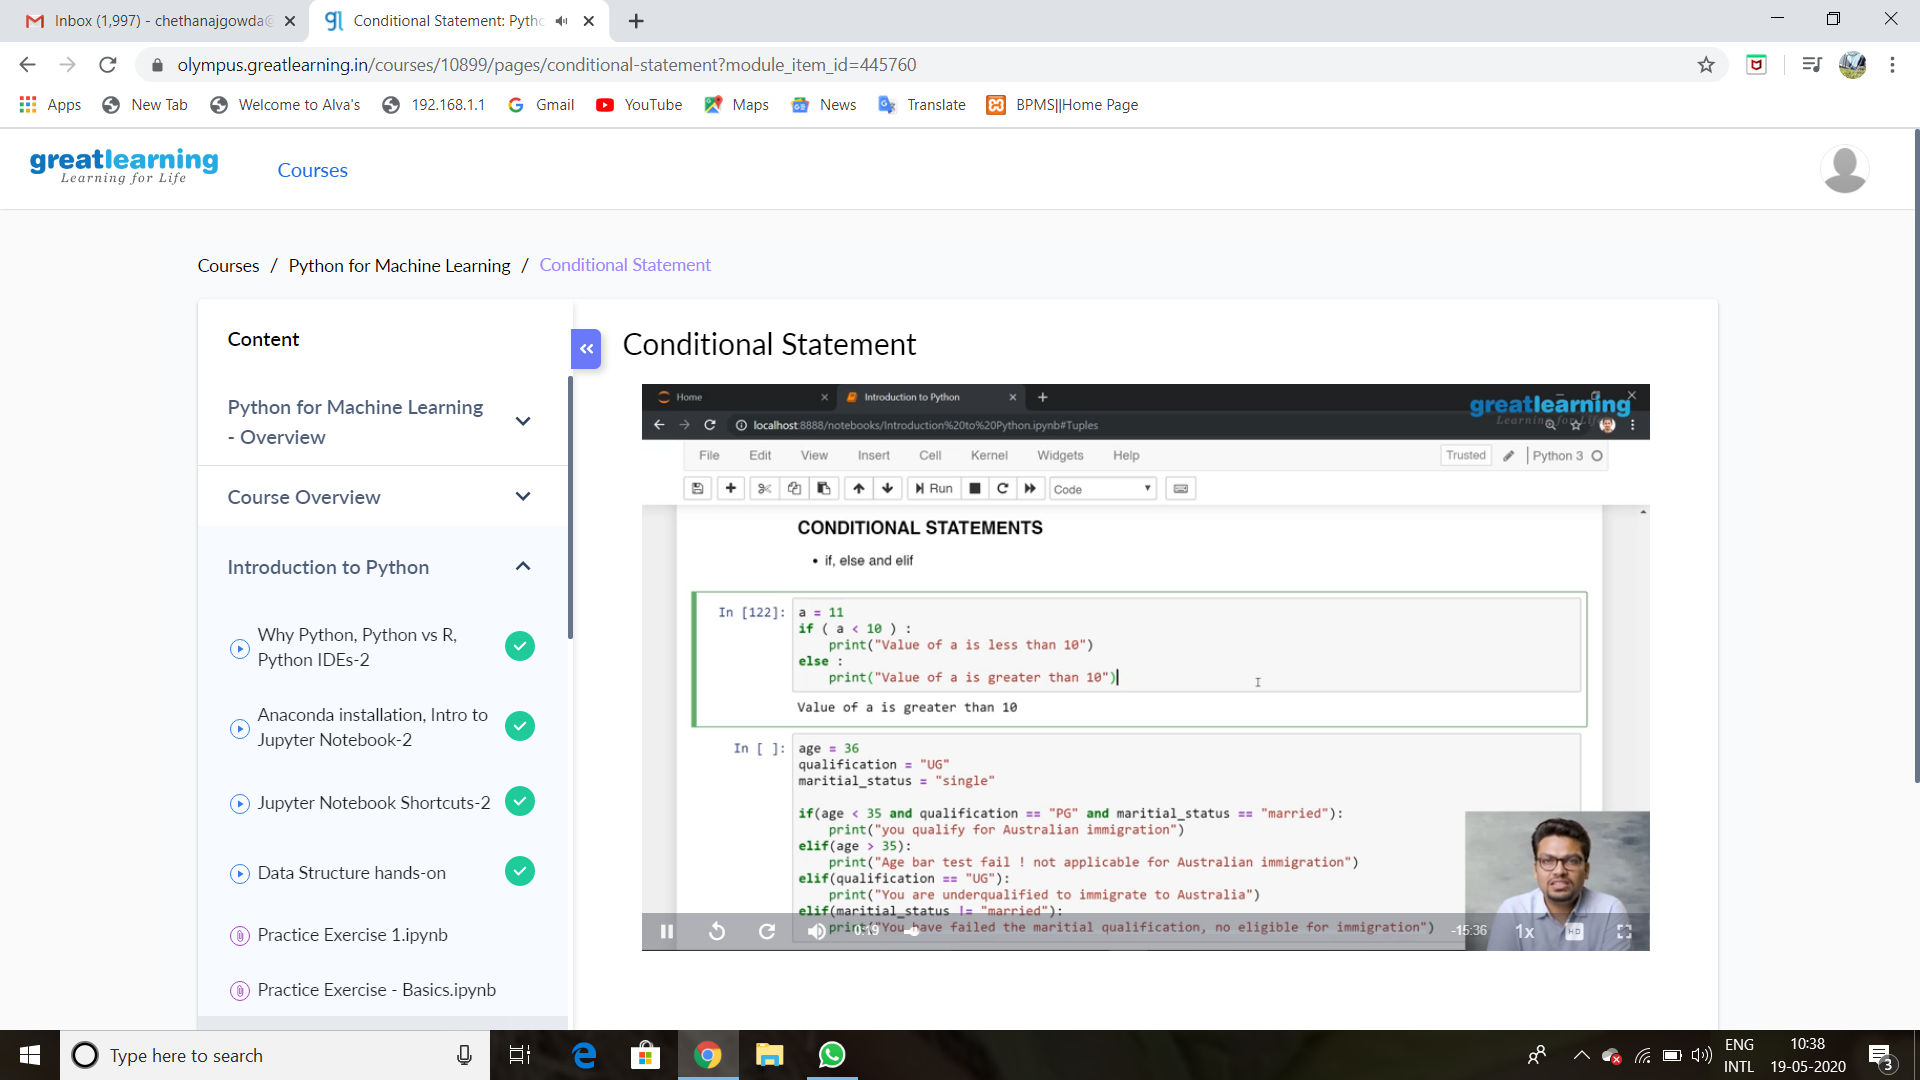 Inbox (1,997) - chethanajgowda@
Conditional Statement: Pytho
olympus.greatlearning.in/courses/10899/pages/conditional-statement?module_item_id=445760
Apps New Tab Welcome to Alva's 192.168.1.1 Gmail YouTube Maps News Translate BPMS||Home Page
greatlearning
Learning for Life
Courses
Courses / Python for Machine Learning / Conditional Statement
Content
Python for Machine Learning
- Overview
Course Overview
Introduction to Python
Why Python, Python vs R,
Python IDEs-2
Anaconda installation, Intro to
Jupyter Notebook-2
Jupyter Notebook Shortcuts-2
Data Structure hands-on
Practice Exercise 1.ipynb
Practice Exercise - Basics.ipynb
Conditional Statement
Home Introduction to Python
greatlearning
Learning for Life
localhost:8888/notebooks/Introduction%20to%20Python.ipynb#Tuples
File Edit View Insert Cell Kernel Widgets Help Trusted Python 3
Run Code
CONDITIONAL STATEMENTS
• if, else and elif
In [122]: a = 11
if ( a < 10 ) :
print("Value of a is less than 10")
else :
print("Value of a is greater than 10")
Value of a is greater than 10
In [ ]: age = 36
qualification = "UG"
maritial_status = "single"
if(age < 35 and qualification == "PG" and maritial_status == "married"):
print("you qualify for Australian immigration")
elif(age > 35):
print("Age bar test fail ! not applicable for Australian immigration")
elif(qualification == "UG"):
print("You are underqualified to immigrate to Australia")
elif(maritial_status != "married"):
print("You have failed the maritial qualification, no eligible for immigration")
0:19 -15:36 1x HD
Type here to search
ENG
INTL
10:38
19-05-2020
3